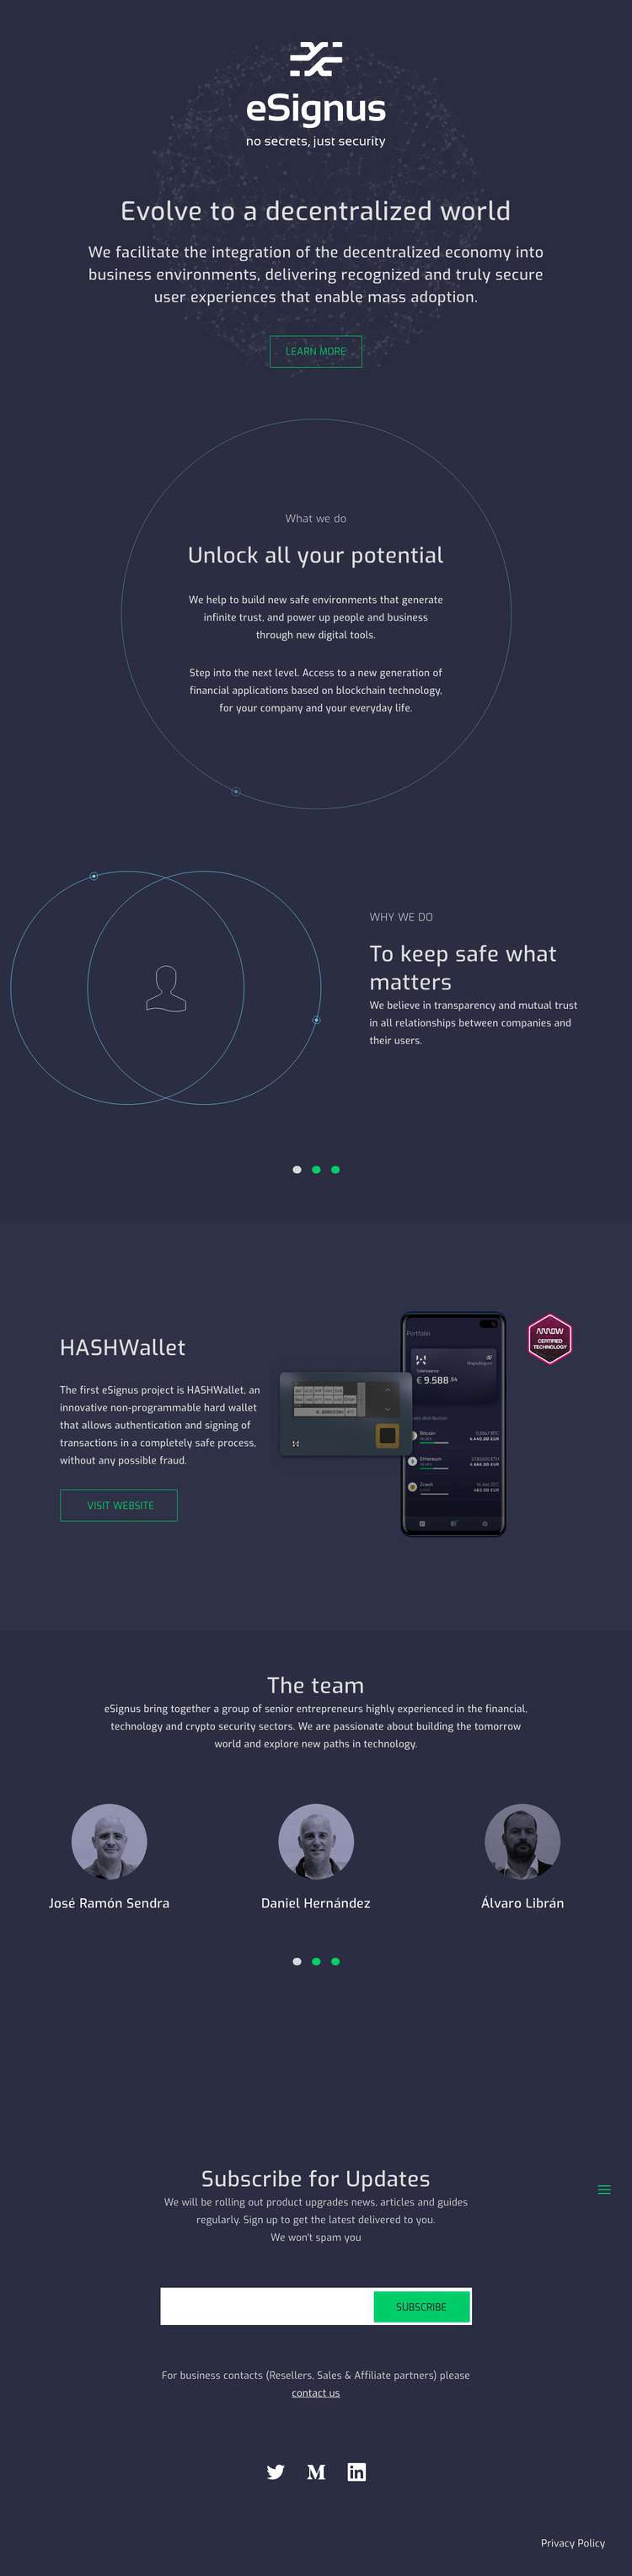 eSignus
no secrets, just security
Evolve to a decentralized world
We facilitate the integration of the decentralized economy into
business environments, delivering recognized and truly secure
user experiences that enable mass adoption.
LEARN MORE
What we do
Unlock all your potential
We help to build new safe environments that generate
infinite trust, and power up people and business
through new digital tools.
Step into the next level. Access to a new generation of
financial applications based on blockchain technology,
for your company and your everyday life.
WHY WE DO
To keep safe what
matters
We believe in transparency and mutual trust
in all relationships between companies and
their users.
HASHWallet
The first eSignus project is HASHWallet, an
innovative non-programmable hard wallet
that allows authentication and signing of
transactions in a completely safe process,
without any possible fraud.
VISIT WEBSITE
Portfolio
€ 9.588
Bitcoin
4.440.00 EUR
Ethereum
Zcash
ARROW
CERTIFIED
TECHNOLOGY
The team
eSignus bring together a group of senior entrepreneurs highly experienced in the financial,
technology and crypto security sectors. We are passionate about building the tomorrow
world and explore new paths in technology.
José Ramón Sendra
Daniel Hernández
Álvaro Librán
Subscribe for Updates
We will be rolling out product upgrades news, articles and guides
regularly. Sign up to get the latest delivered to you.
We won't spam you
SUBSCRIBE
For business contacts (Resellers, Sales & Affiliate partners) please
contact us
Privacy Policy